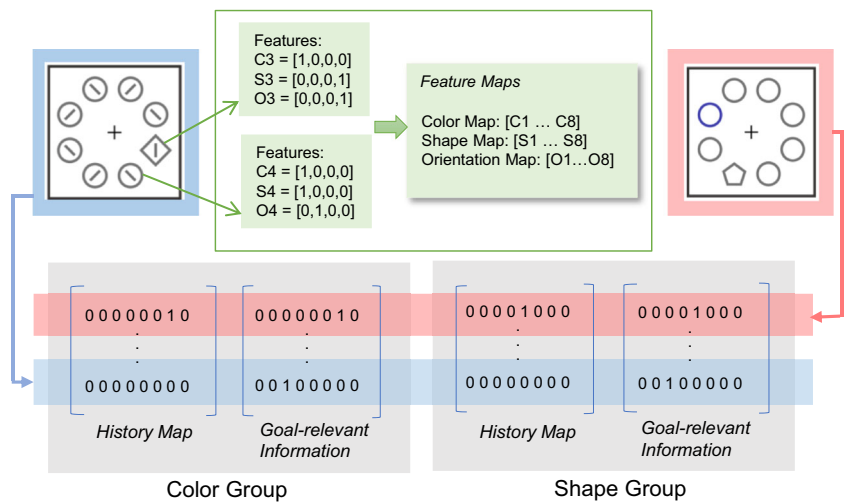 Features:
C3 = [1,0,0,0]
S3 = [0,0,0,1]
O3 = [0,0,0,1]
Features:
C4 = [1,0,0,0]
S4 = [1,0,0,0]
O4 = [0,1,0,0]
Feature Maps
Color Map: [C1 ... C8]
Shape Map: [S1 ... S8]
Orientation Map: [O1...O8]
0 0 0 0 0 0 1 0
.
.
.
0 0 0 0 0 0 0 0
History Map
0 0 0 0 0 0 1 0
.
.
.
0 0 1 0 0 0 0 0
Goal-relevant
Information
Color Group
0 0 0 0 1 0 0 0
.
.
.
0 0 0 0 0 0 0 0
History Map
0 0 0 0 1 0 0 0
.
.
.
0 0 1 0 0 0 0 0
Goal-relevant
Information
Shape Group